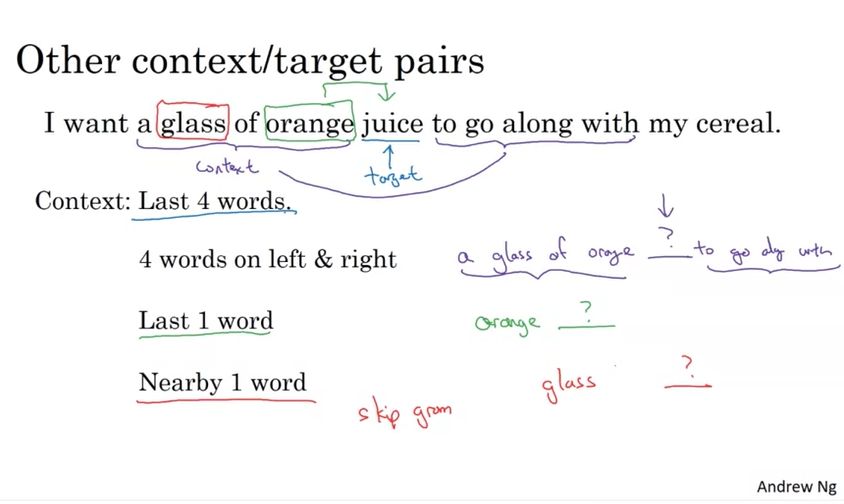 Other context/target pairs
I want a glass of orange juice to go along with my cereal.
context
target
Context: Last 4 words.
4 words on left & right
a glass of orange ? to go alg with
Last 1 word
orange ?
Nearby 1 word
glass ?
skip gram
Andrew Ng